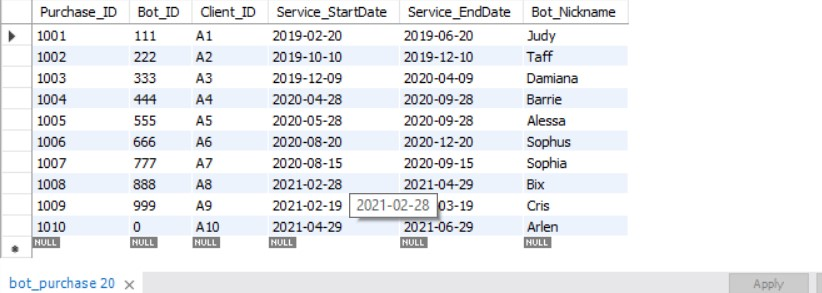 Purchase_ID Bot_ID Client_ID Service_StartDate Service_EndDate Bot_Nickname
1001 111 A1 2019-02-20 2019-06-20 Judy
1002 222 A2 2019-10-10 2019-12-10 Taff
1003 333 A3 2019-12-09 2020-04-09 Damiana
1004 444 A4 2020-04-28 2020-09-28 Barrie
1005 555 A5 2020-05-28 2020-09-28 Alessa
1006 666 A6 2020-08-20 2020-12-20 Sophus
1007 777 A7 2020-08-15 2020-09-15 Sophia
1008 888 A8 2021-02-28 2021-04-29 Bix
1009 999 A9 2021-02-19 2021-02-28 03-19 Cris
1010 0 A10 2021-04-29 2021-06-29 Arlen
NULL NULL NULL NULL NULL NULL
bot_purchase 20 Apply